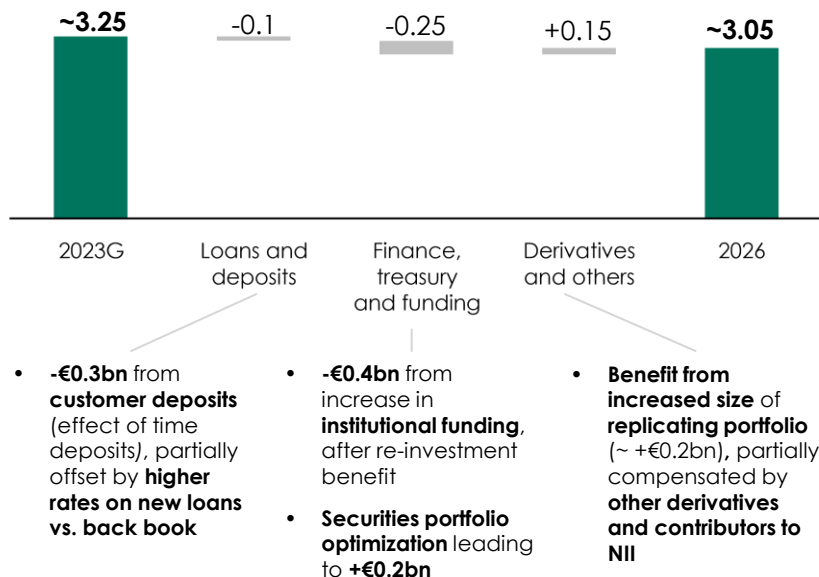 ~3.25
-0.1
-0.25
+0.15
~3.05
2023G
Loans and
deposits
Finance,
treasury
and funding
Derivatives
and others
2026
• -€0.3bn from
customer deposits
(effect of time
deposits), partially
offset by higher
rates on new loans
vs. back book
• -€0.4bn from
increase in
institutional funding,
after re-investment
benefit
• Securities portfolio
optimization leading
to +€0.2bn
• Benefit from
increased size of
replicating portfolio
(~ +€0.2bn), partially
compensated by
other derivatives
and contributors to
NII